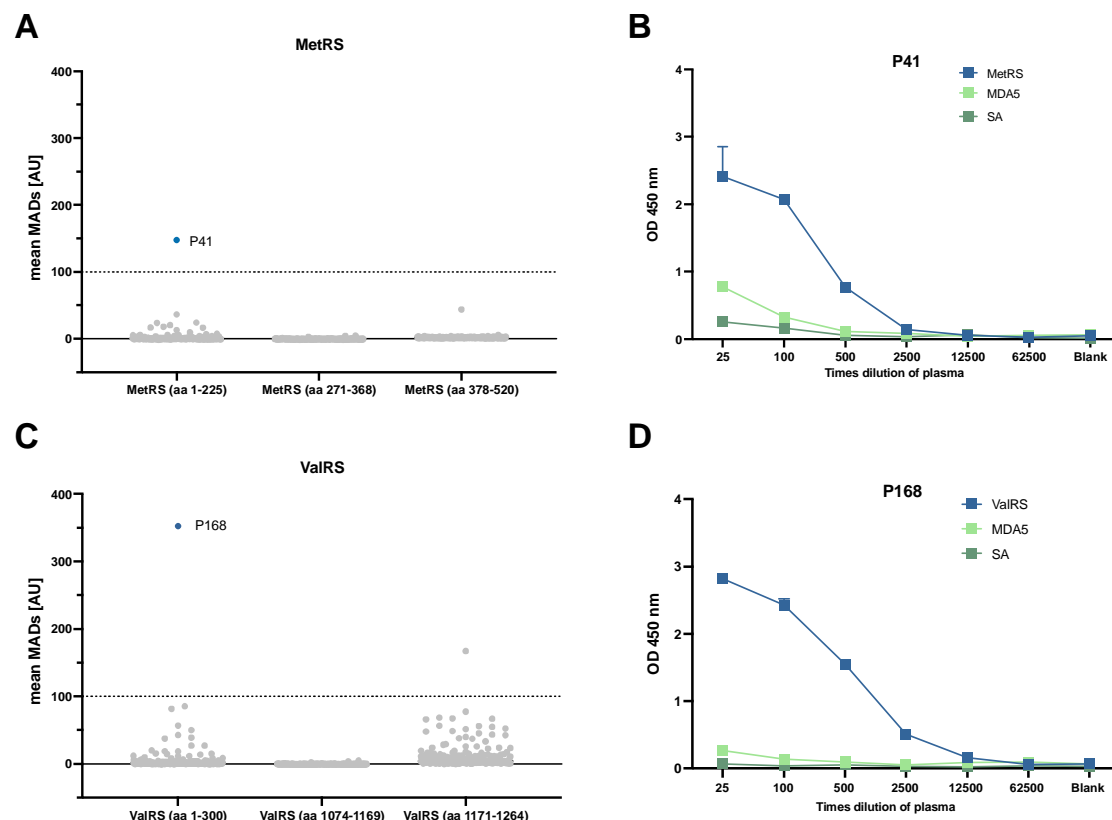 A
MetRS
mean MADs [AU]
400
300
200
100
0
P41
MetRS (aa 1-225)
MetRS (aa 271-368)
MetRS (aa 378-520)
B
P41
MetRS
MDA5
SA
OD 450 nm
4
3
2
1
0
25
100
500
2500
12500
62500
Blank
Times dilution of plasma
C
ValRS
mean MADs [AU]
400
300
200
100
0
P168
ValRS (aa 1-300)
ValRS (aa 1074-1169)
ValRS (aa 1171-1264)
D
P168
ValRS
MDA5
SA
OD 450 nm
4
3
2
1
0
25
100
500
2500
12500
62500
Blank
Times dilution of plasma